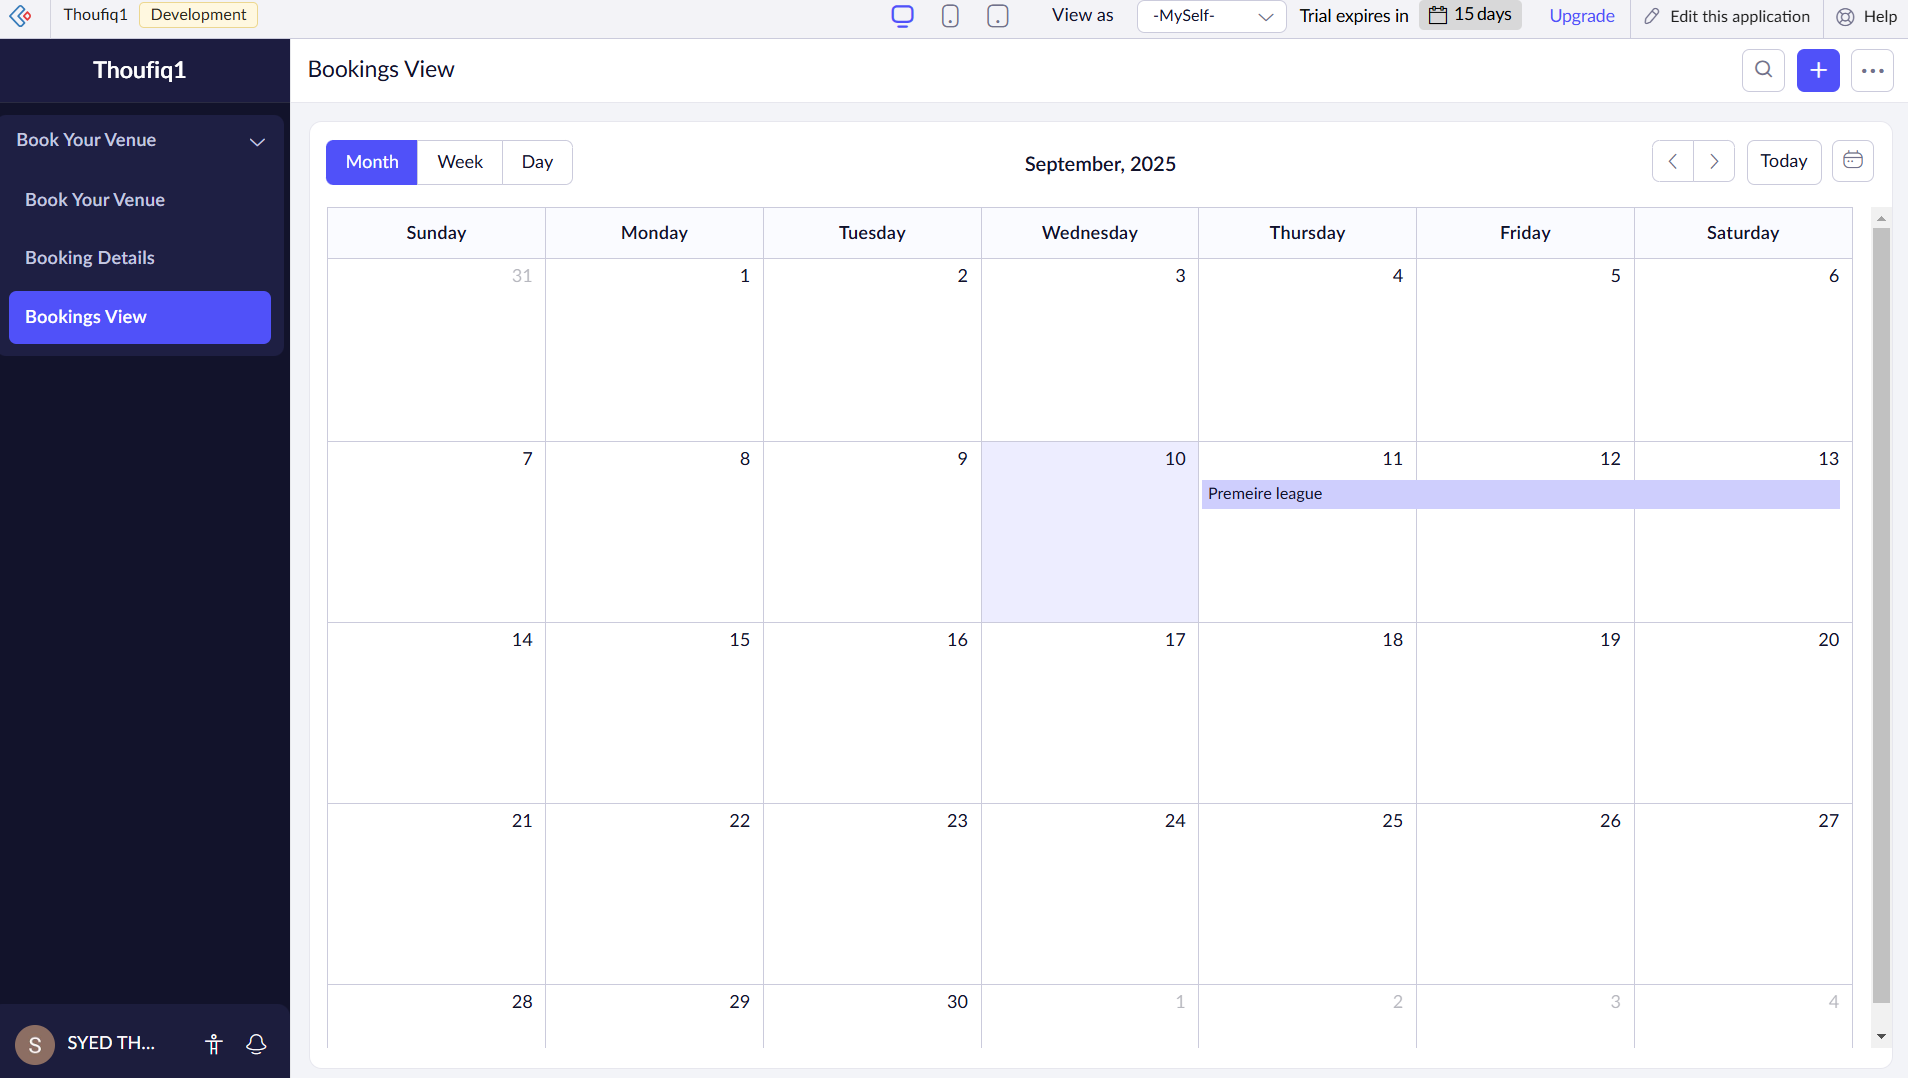 Thoufiq1 Development View as -MySelf- Trial expires in 15 days Upgrade Edit this application Help
Thoufiq1
Bookings View
Book Your Venue
Book Your Venue
Booking Details
Bookings View
Month Week Day
September, 2025
Today
Sunday Monday Tuesday Wednesday Thursday Friday Saturday
31 1 2 3 4 5 6
7 8 9 10 11 12 13
Premeire league
14 15 16 17 18 19 20
21 22 23 24 25 26 27
28 29 30 1 2 3 4
S SYED TH...